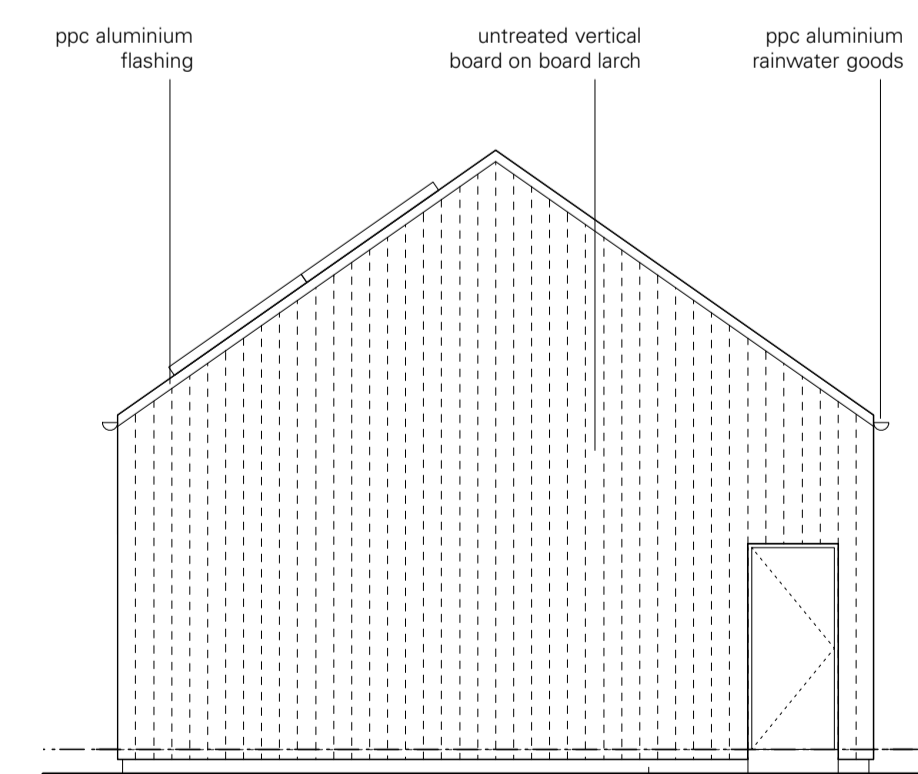 ppc aluminium
flashing
untreated vertical
board on board larch
ppc aluminium
rainwater goods